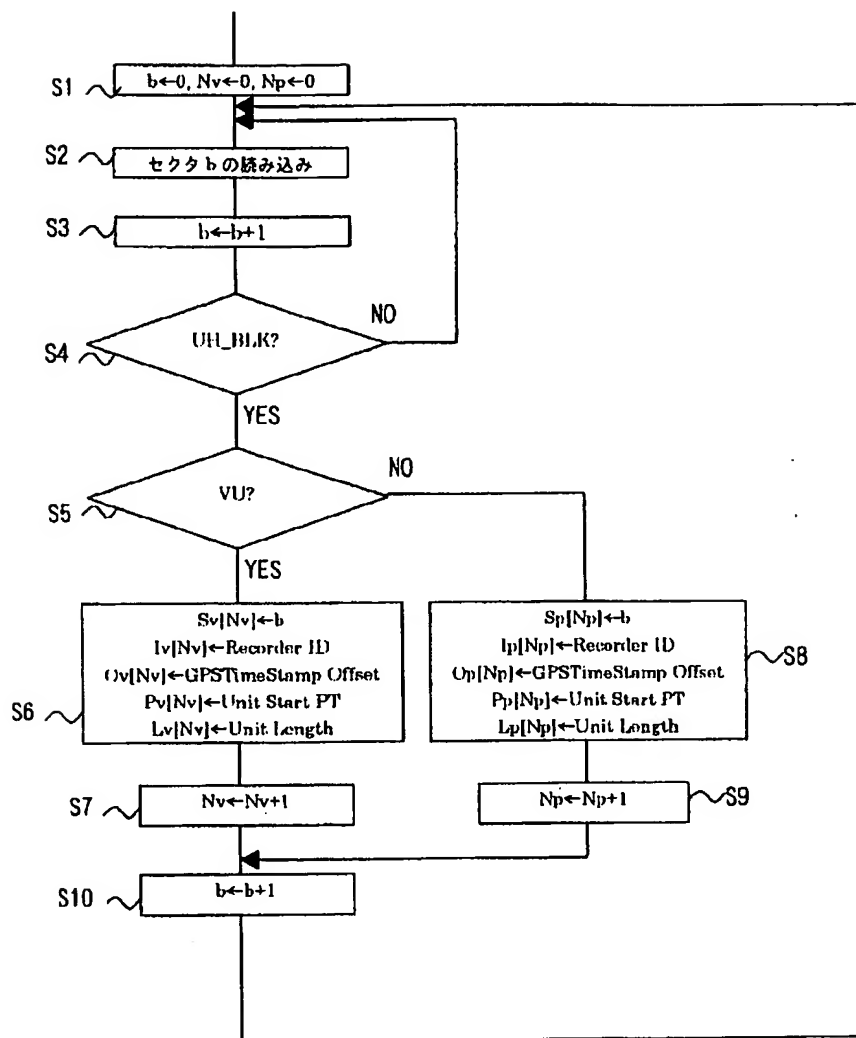 S1
b←0, Nv←0, Np←0
S2
セクタ b の読み込み
S3
b←b+1
S4
UH_BLK?
NO
YES
S5
VU?
NO
YES
S6
Sv[Nv]←b
Iv[Nv]←Recorder ID
Ov[Nv]←GPSTimeStamp Offset
Pv[Nv]←Unit Start PT
Lv[Nv]←Unit Length
Sp[Np]←b
Ip[Np]←Recorder ID
Op[Np]←GPSTimeStamp Offset
Pp[Np]←Unit Start PT
Lp[Np]←Unit Length
S8
S7
Nv←Nv+1
Np←Np+1
S9
S10
b←b+1